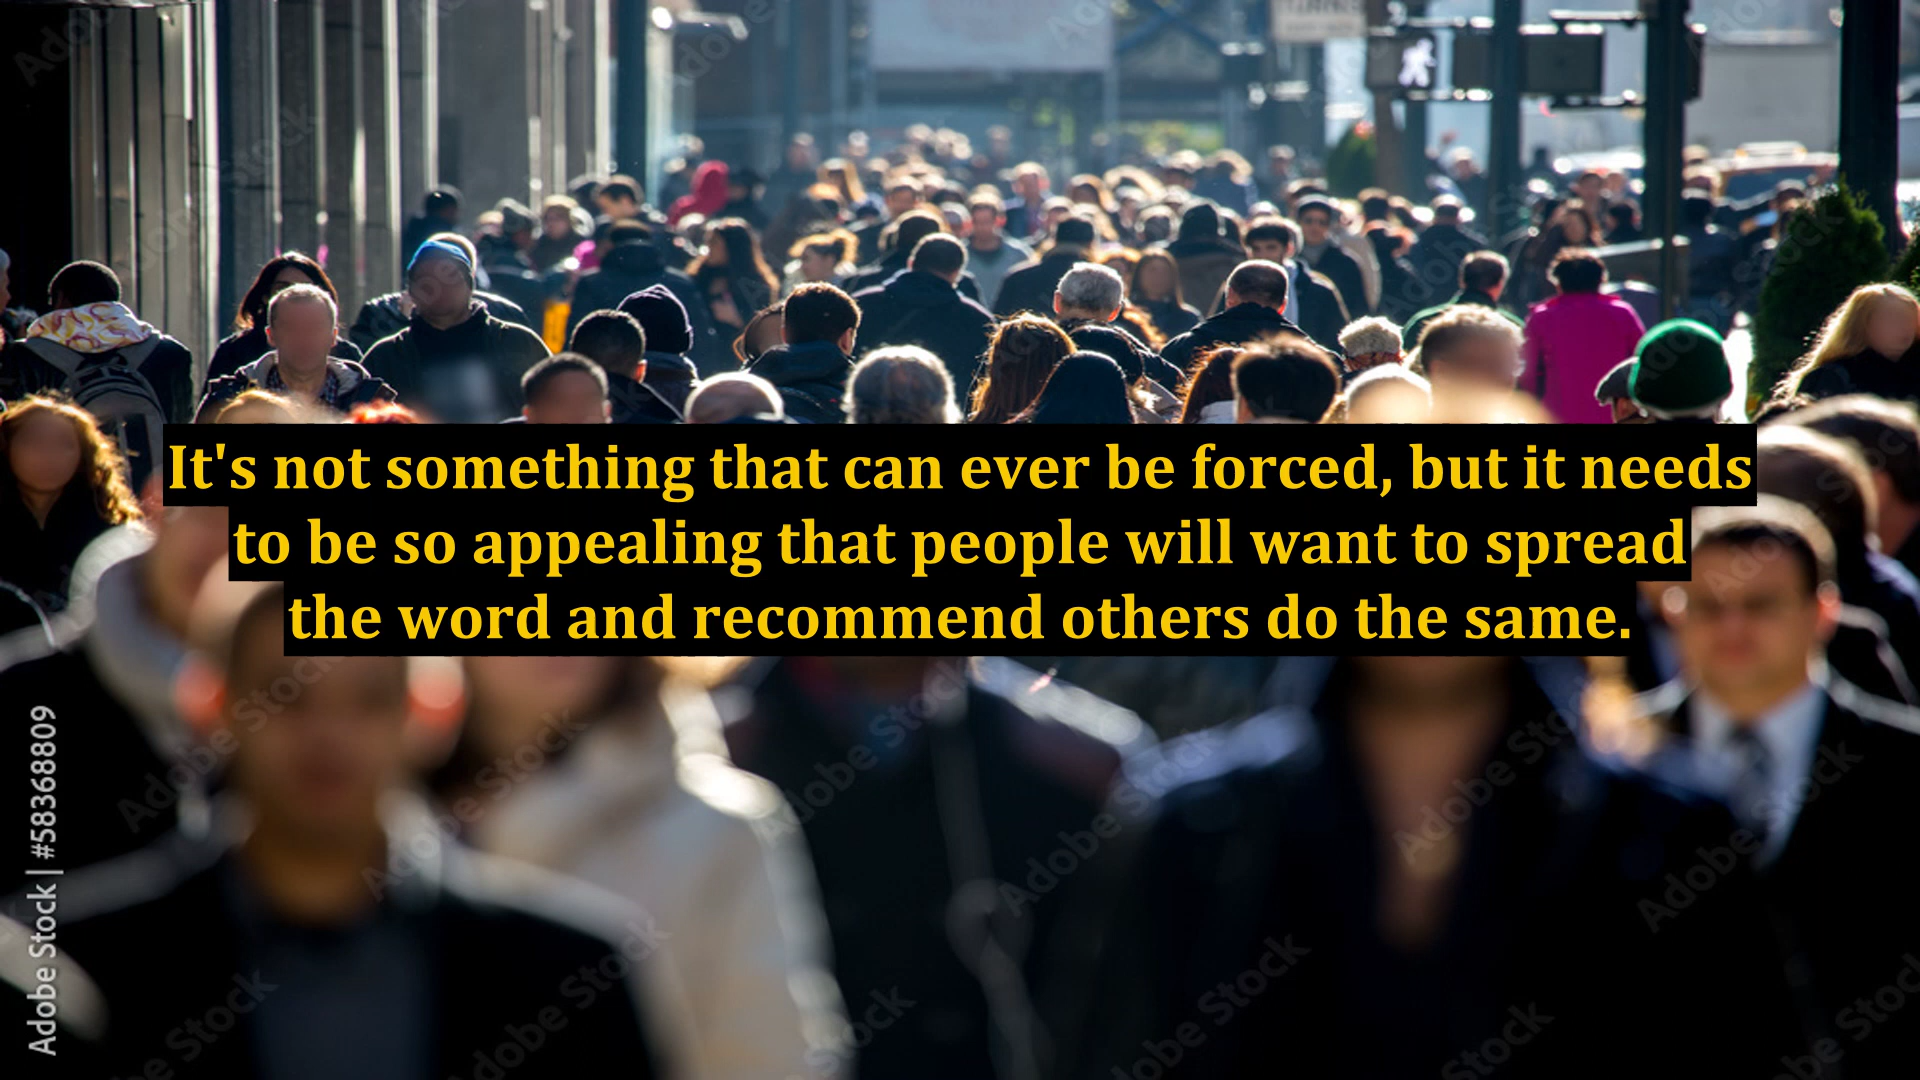 It's not something that can ever be forced, but it needs
to be so appealing that people will want to spread
the word and recommend others do the same.
Adobe Stock | #58368809